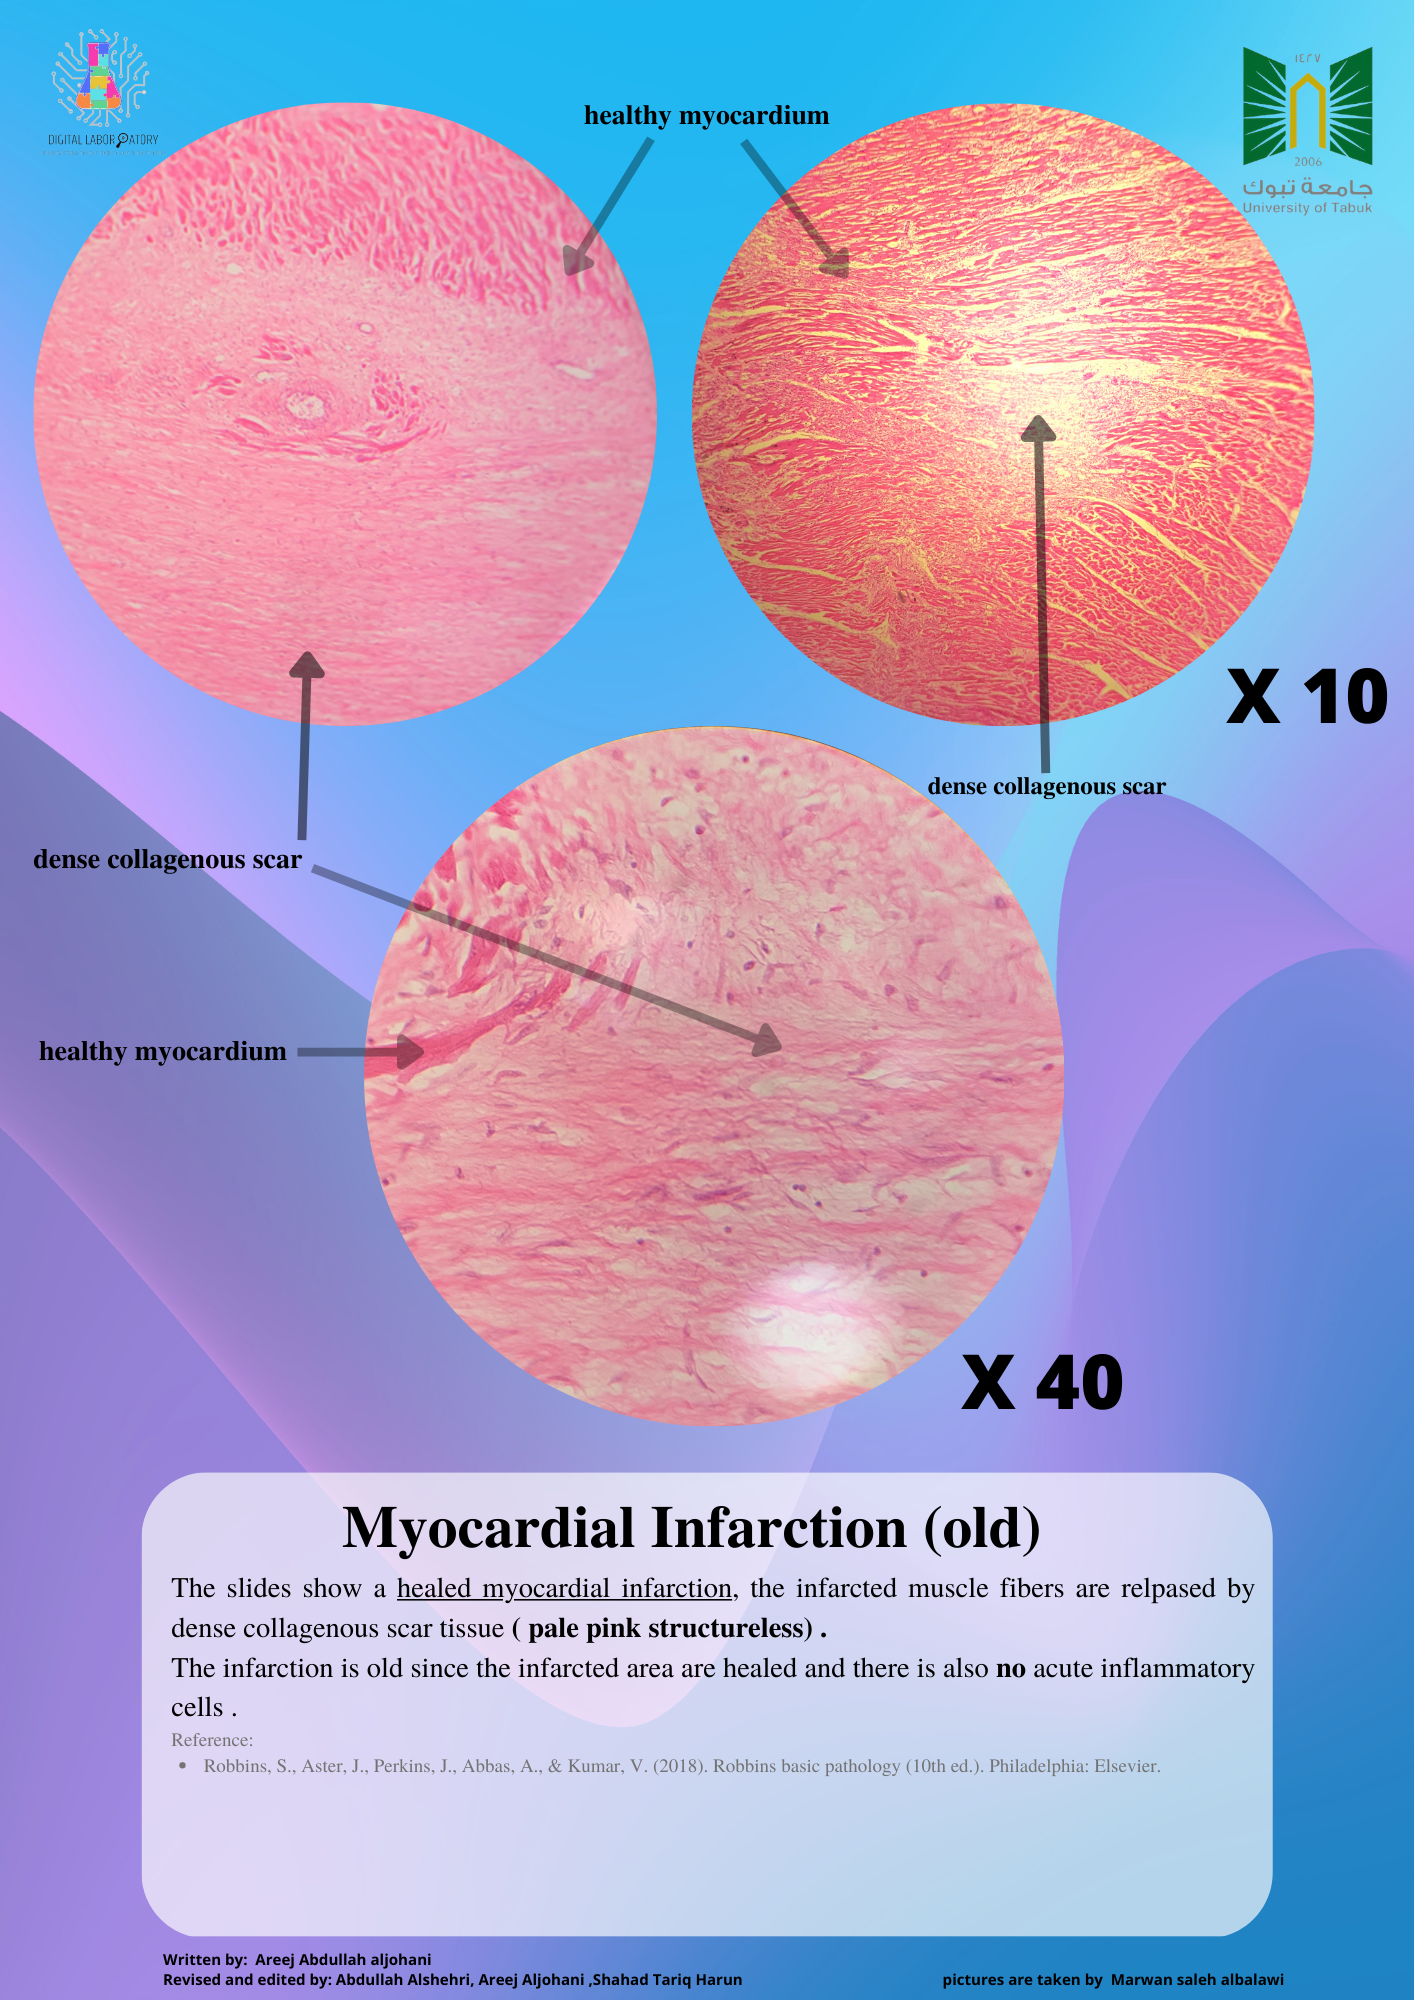 DIGITAL LABORATORY
١٤٢٧
2006
جامعة تبوك
University of Tabuk
healthy myocardium
X 10
dense collagenous scar
dense collagenous scar
healthy myocardium
X 40
Myocardial Infarction (old)
The slides show a healed myocardial infarction, the infarcted muscle fibers are relpased by
dense collagenous scar tissue ( pale pink structureless) .
The infarction is old since the infarcted area are healed and there is also no acute inflammatory
cells .
Reference:
• Robbins, S., Aster, J., Perkins, J., Abbas, A., & Kumar, V. (2018). Robbins basic pathology (10th ed.). Philadelphia: Elsevier.
Written by: Areej Abdullah aljohani
Revised and edited by: Abdullah Alshehri, Areej Aljohani ,Shahad Tariq Harun
pictures are taken by Marwan saleh albalawi